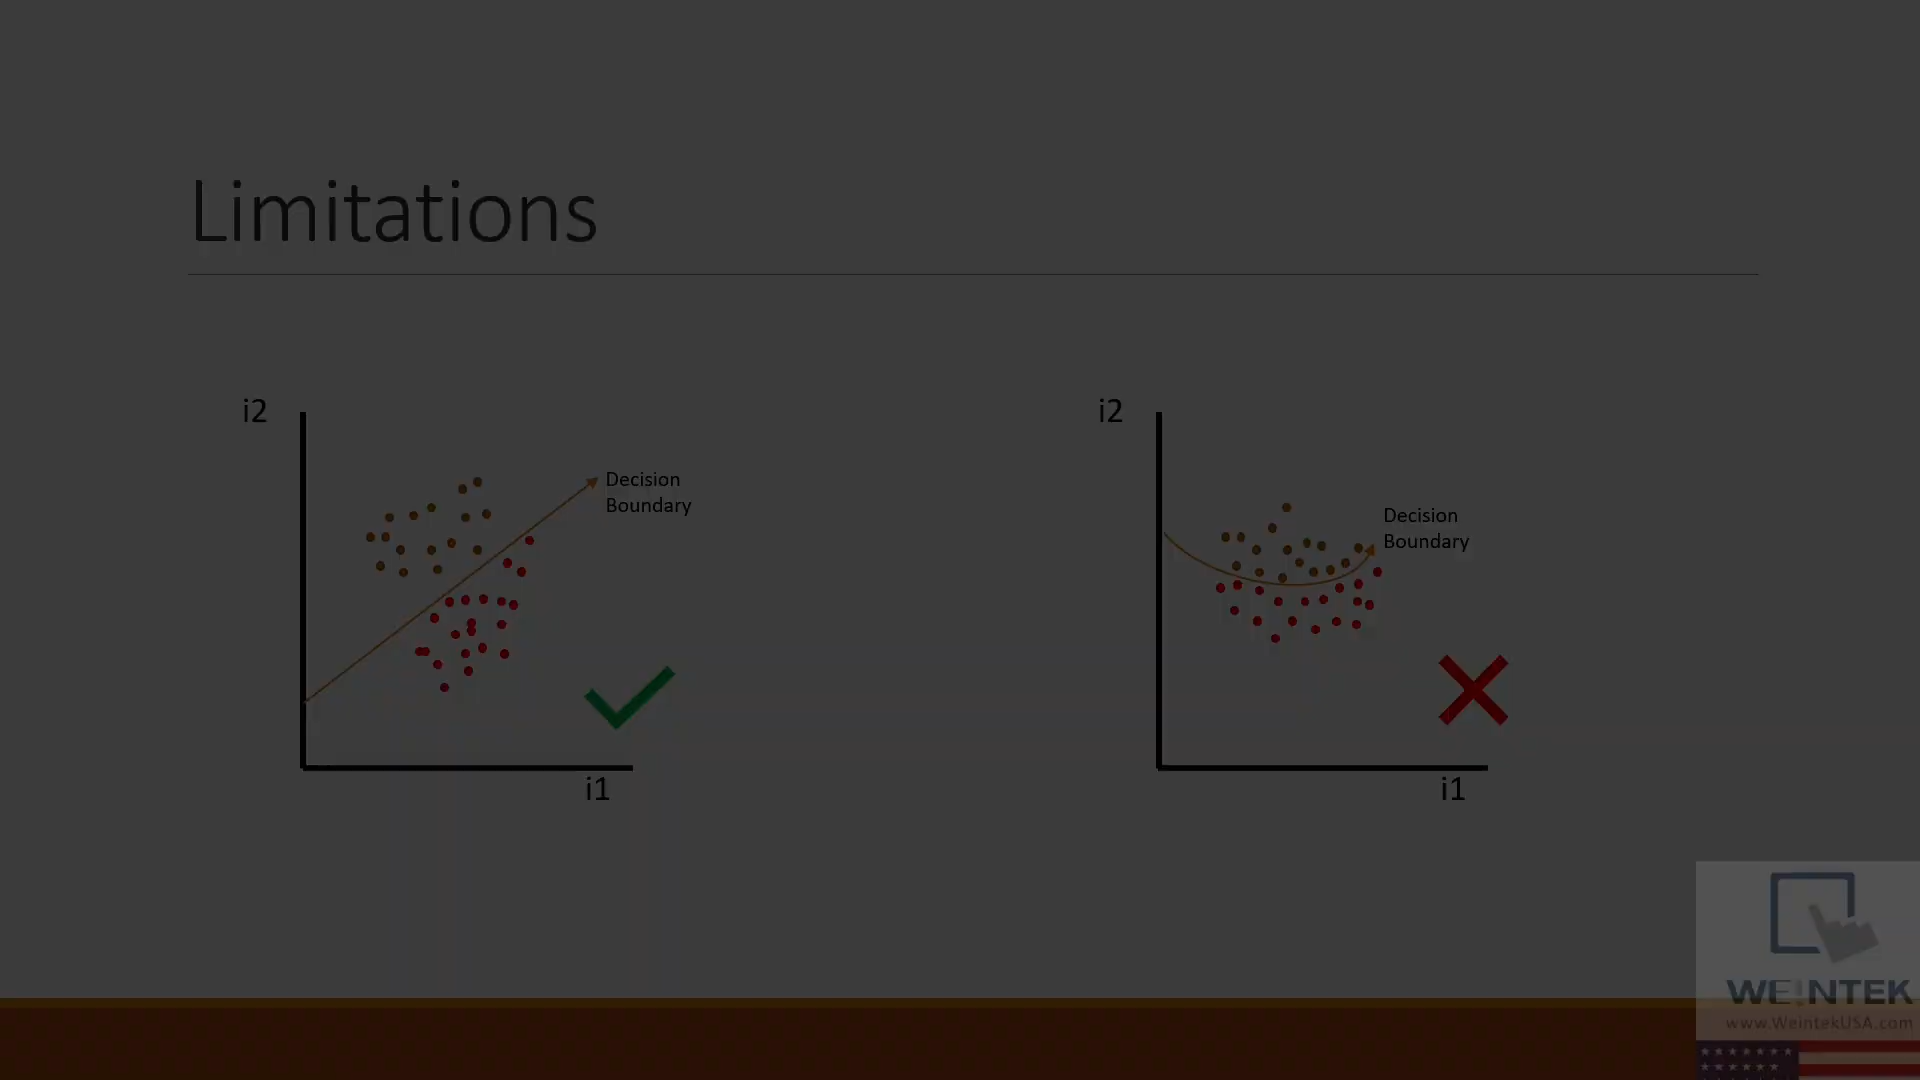 Limitations
i2
Decision
Boundary
i1
i2
Decision
Boundary
i1
WEINTEK
www.WeintekUSA.com